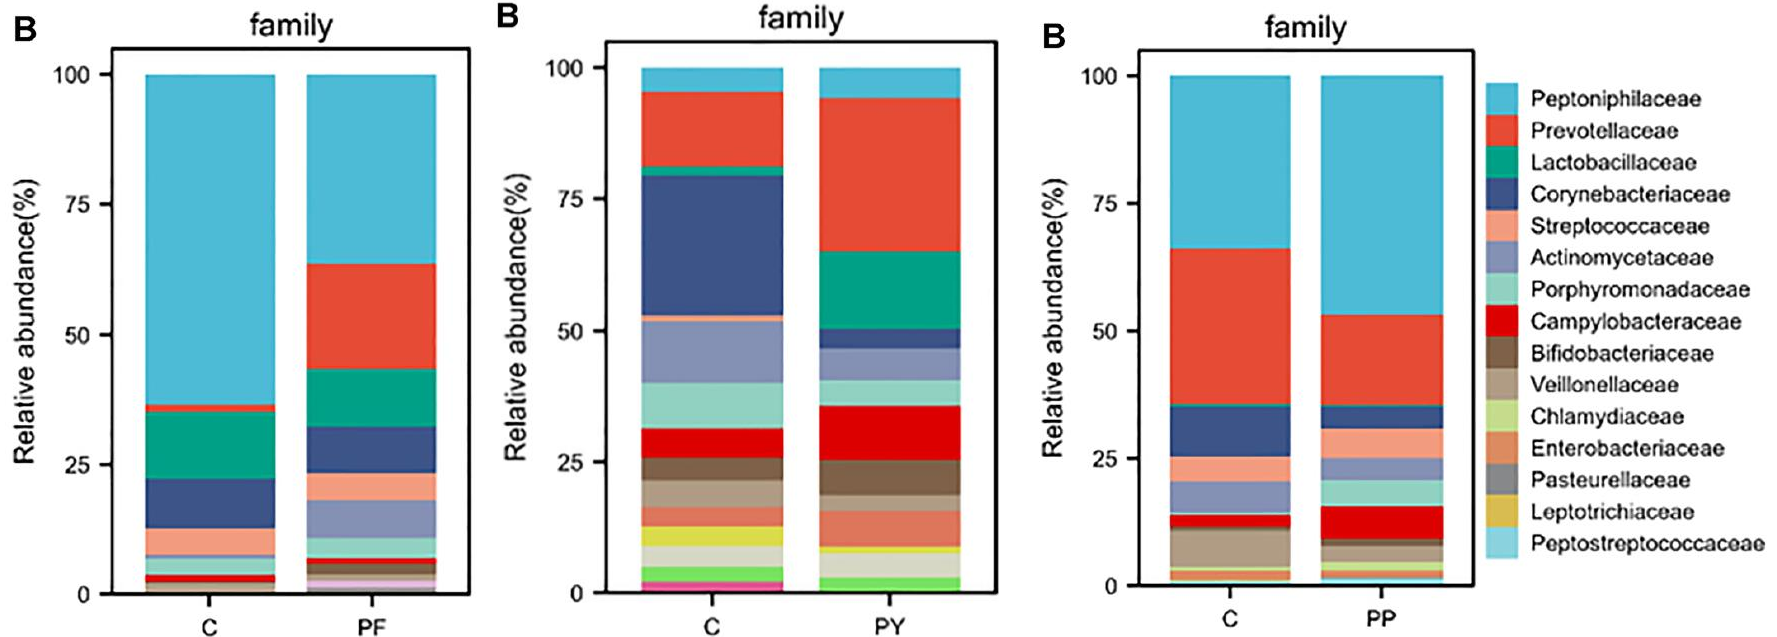 B
family
Relative abundance(%)
100
75
50
25
0
C
PF
B
family
Relative abundance(%)
100
75
50
25
0
C
PY
B
family
Relative abundance(%)
100
75
50
25
0
C
PP
Peptoniphilaceae
Prevotellaceae
Lactobacillaceae
Corynebacteriaceae
Streptococcaceae
Actinomycetaceae
Porphyromonadaceae
Campylobacteraceae
Bifidobacteriaceae
Veillonellaceae
Chlamydiaceae
Enterobacteriaceae
Pasteurellaceae
Leptotrichiaceae
Peptostreptococcaceae